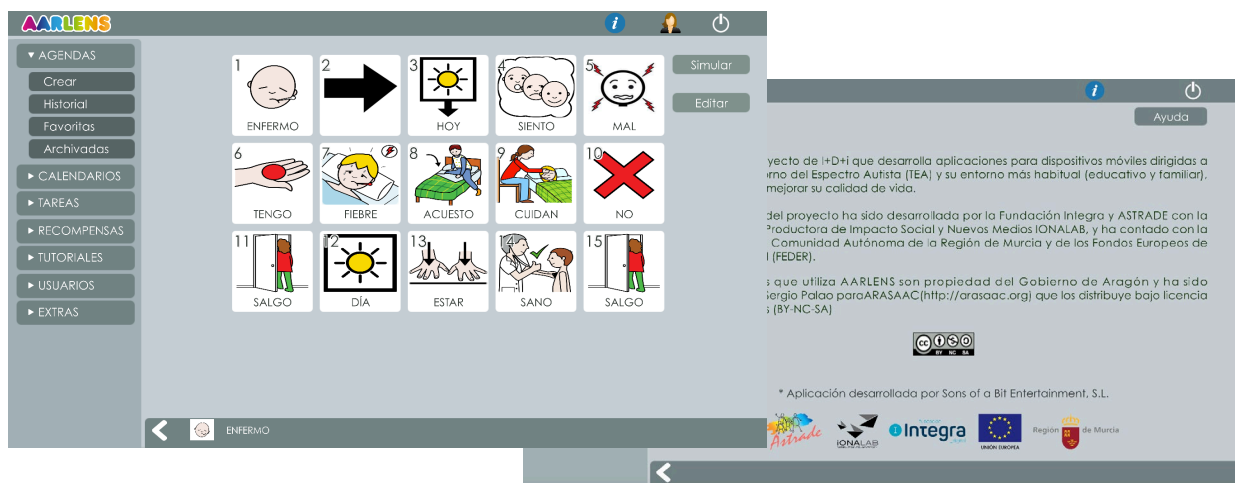 AARLENS
i
AGENDAS
Crear
Historial
Favoritas
Archivadas
CALENDARIOS
TAREAS
RECOMPENSAS
TUTORIALES
USUARIOS
EXTRAS
1 ENFERMO
2
3 HOY
4 SIENTO
5 MAL
6 TENGO
7 FIEBRE
8 ACUESTO
9 CUIDAN
10 NO
11 SALGO
12 DÍA
13 ESTAR
14 SANO
15 SALGO
Simular
Editar
ENFERMO
i
Ayuda
yecto de I+D+i que desarrolla aplicaciones para dispositivos móviles dirigidas a
rno del Espectro Autista (TEA) y su entorno más habitual (educativo y familiar).
mejorar su calidad de vida.
del proyecto ha sido desarrollada por la Fundación Integra y ASTRADE con la
Productora de Impacto Social y Nuevos Medios IONALAB, y ha contado con la
Comunidad Autónoma de la Región de Murcia y de los Fondos Europeos de
l (FEDER).
s que utiliza AARLENS son propiedad del Gobierno de Aragón y ha sido
Sergio Palao paraARASAAC(http://arasaac.org) que los distribuye bajo licencia
s (BY-NC-SA)
cc
BY NC SA
* Aplicación desarrollada por Sons of a Bit Entertainment, S.L.
Astrade
iONALAB
Integra
UNIÓN EUROPEA
Región de Murcia